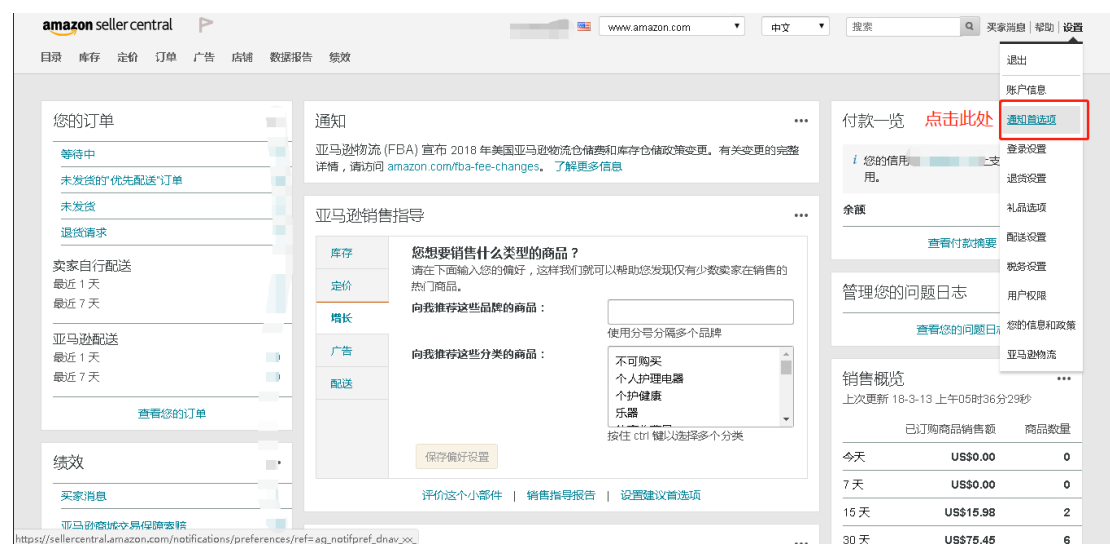 amazon seller central
www.amazon.com
中文
搜索
买家消息 | 帮助 | 设置
目录 库存 定价 订单 广告 店铺 数据报告 绩效
退出
账户信息
通知首选项
登录设置
退货设置
礼品选项
配送设置
税务设置
用户权限
您的信息和政策
亚马逊物流
点击此处
您的订单
等待中
未发货的"优先配送"订单
未发货
退货请求
卖家自行配送
最近 1 天
最近 7 天
亚马逊配送
最近 1 天
最近 7 天
查看您的订单
绩效
买家消息
亚马逊商城交易保障索赔
通知
亚马逊物流 (FBA) 宣布 2018 年美国亚马逊物流仓储费和库存仓储政策变更。有关变更的完整
详情，请访问 amazon.com/fba-fee-changes。 了解更多信息
亚马逊销售指导
库存
定价
增长
广告
配送
您想要销售什么类型的商品？
请在下面输入您的偏好，这样我们就可以帮助您发现仅有少数卖家在销售的
热门商品。
向我推荐这些品牌的商品：
使用分号分隔多个品牌
向我推荐这些分类的商品：
不可购买
个人护理电器
个护健康
乐器
按住 ctrl 键以选择多个分类
保存偏好设置
评价这个小部件 | 销售指导报告 | 设置建议首选项
付款一览
i 您的信用
支
用。
余额
查看付款摘要
管理您的问题日志
查看您的问题日
销售概览
上次更新 18-3-13 上午05时36分29秒
已订购商品销售额 商品数量
今天 US$0.00 0
7 天 US$0.00 0
15 天 US$15.98 2
30 天 US$75.45 6
https://sellercentral.amazon.com/notifications/preferences/ref=ag_notifpref_dnav_xx_